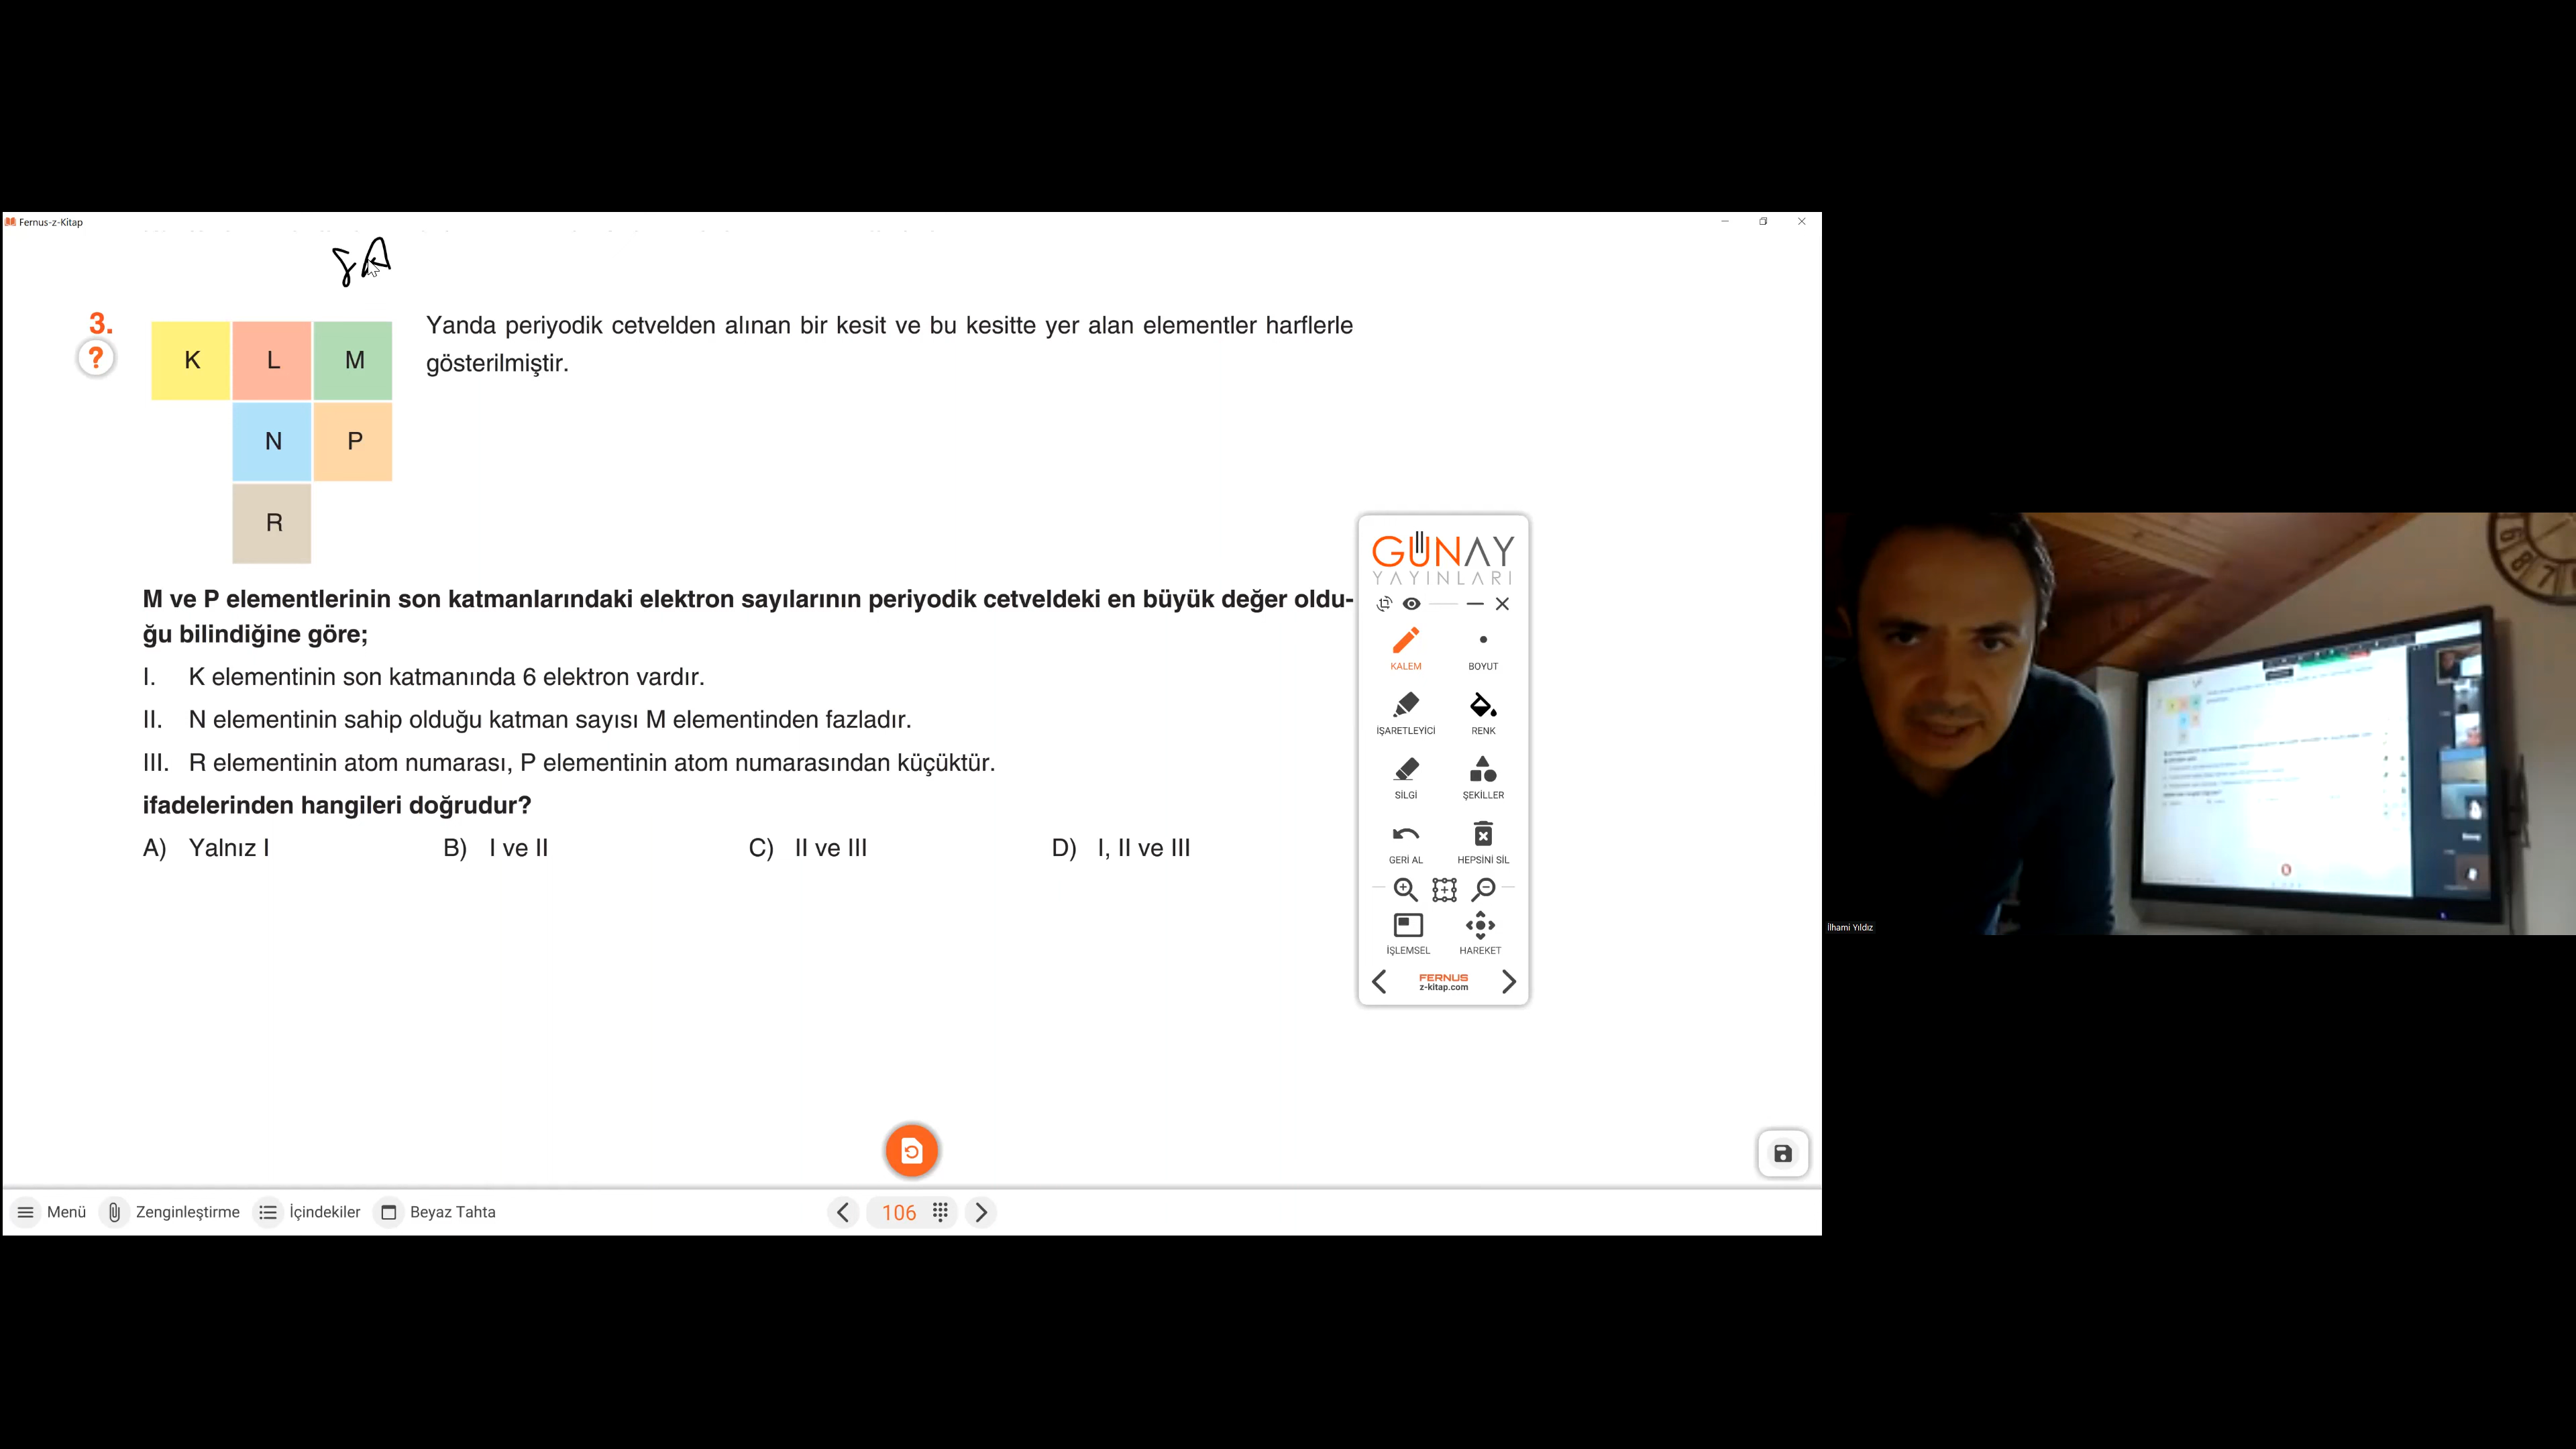 Fernus-z-Kitap
8A
3.
?
K L M
N P
R
Yanda periyodik cetvelden alınan bir kesit ve bu kesitte yer alan elementler harflerle
gösterilmiştir.
M ve P elementlerinin son katmanlarındaki elektron sayılarının periyodik cetveldeki en büyük değer oldu-
ğu bilindiğine göre;
I. K elementinin son katmanında 6 elektron vardır.
II. N elementinin sahip olduğu katman sayısı M elementinden fazladır.
III. R elementinin atom numarası, P elementinin atom numarasından küçüktür.
ifadelerinden hangileri doğrudur?
A) Yalnız I B) I ve II C) II ve III D) I, II ve III
GÜNAY
YAYINLARI
KALEM BOYUT
İŞARETLEYİCİ RENK
SİLGİ ŞEKİLLER
GERİ AL HEPSİNİ SİL
İŞLEMSEL HAREKET
FERNUS
z-kitap.com
İlhami Yıldız
Menü Zenginleştirme İçindekiler Beyaz Tahta 106